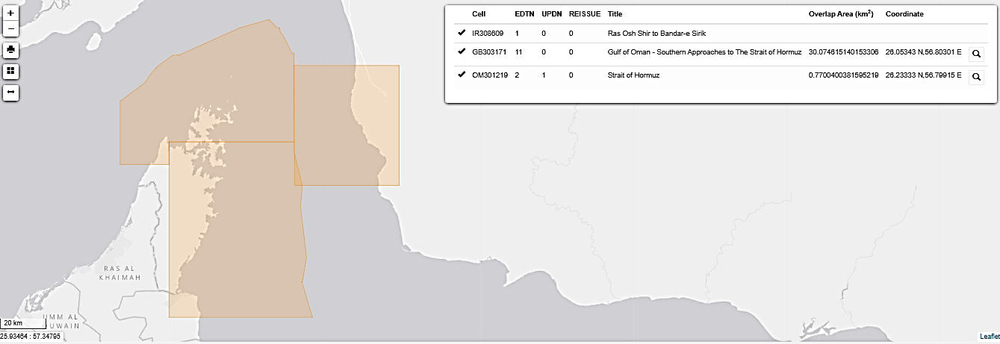 +
−
Cell EDTN UPDN REISSUE Title Overlap Area (km²) Coordinate
IR308609 1 0 0 Ras Osh Shir to Bandar-e Sirik
GB303171 11 0 0 Gulf of Oman - Southern Approaches to The Strait of Hormuz 30.074615140153306 26.05343 N,56.80301 E
OM301219 2 1 0 Strait of Hormuz 0.7700400381595219 26.23333 N,56.79915 E
RAS AL
KHAIMAH
UMM AL
UWAIN
20 km
25.93464 : 57.34795
Leaflet